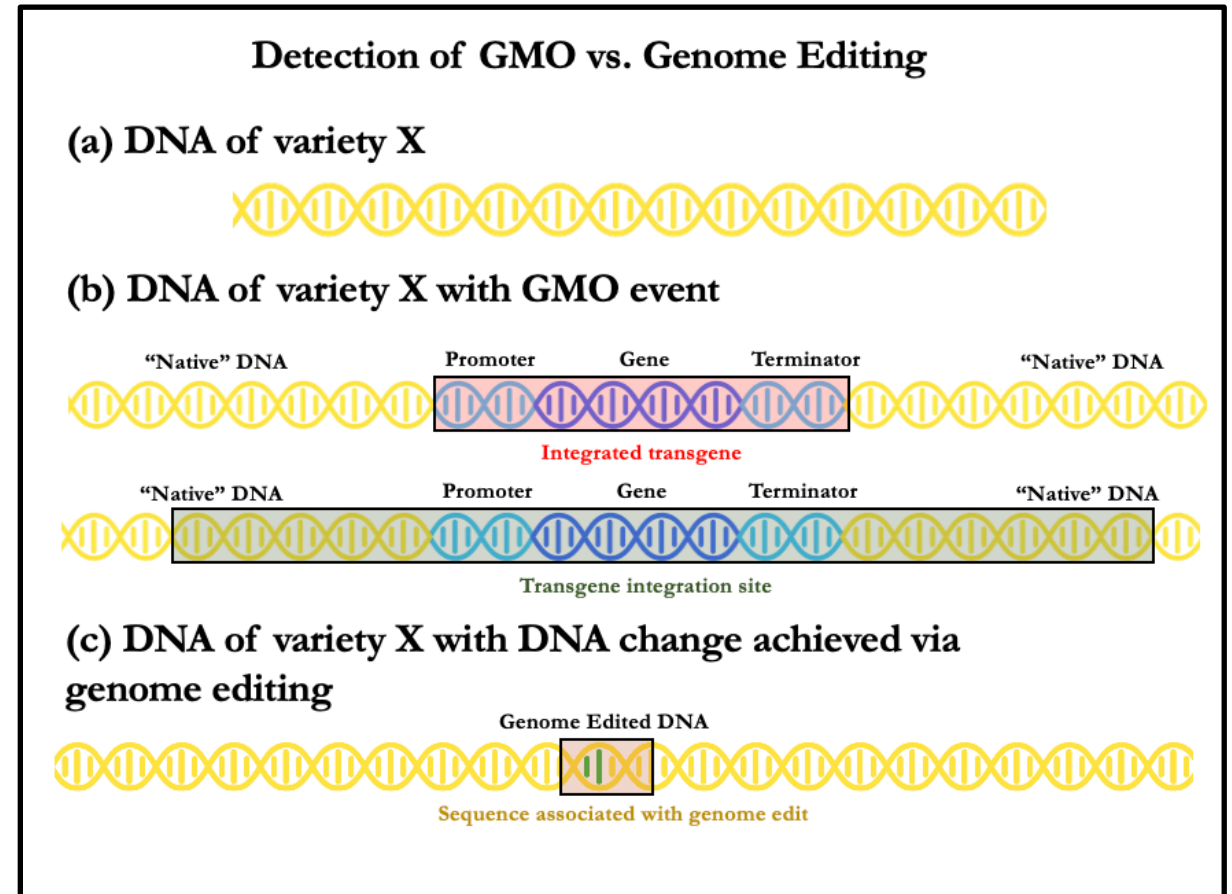 Detection of GMO vs. Genome Editing
(a) DNA of variety X
(b) DNA of variety X with GMO event
“Native” DNA Promoter Gene Terminator “Native” DNA
Integrated transgene
“Native” DNA Promoter Gene Terminator “Native” DNA
Transgene integration site
(c) DNA of variety X with DNA change achieved via
genome editing
Genome Edited DNA
Sequence associated with genome edit